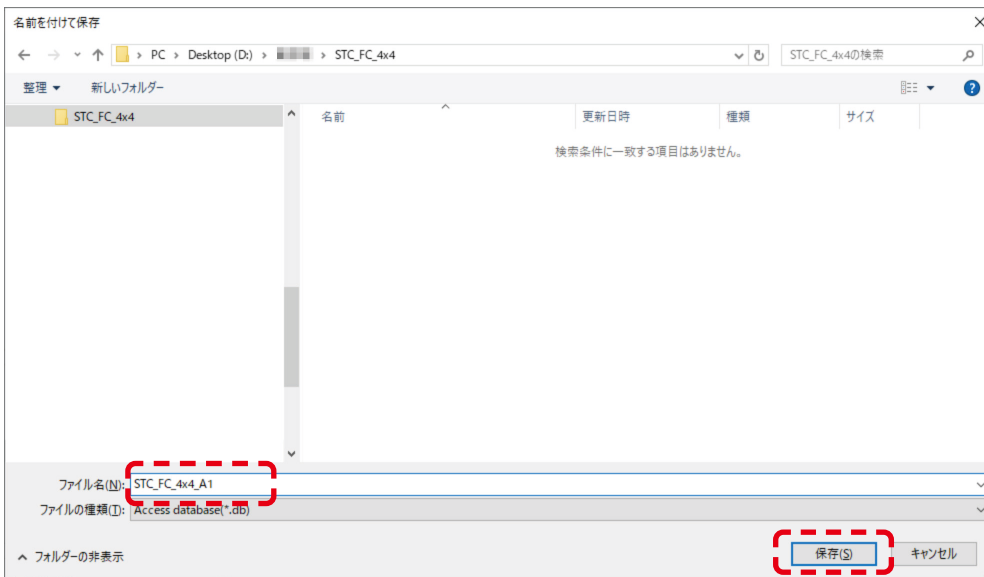 名前を付けて保存
PC › Desktop (D:) › › STC_FC_4x4
STC_FC_4x4の検索
整理 新しいフォルダー
STC_FC_4x4
名前 更新日時 種類 サイズ
検索条件に一致する項目はありません。
ファイル名(N): STC_FC_4x4_A1
ファイルの種類(T): Access database(*.db)
フォルダーの非表示
保存(S) キャンセル